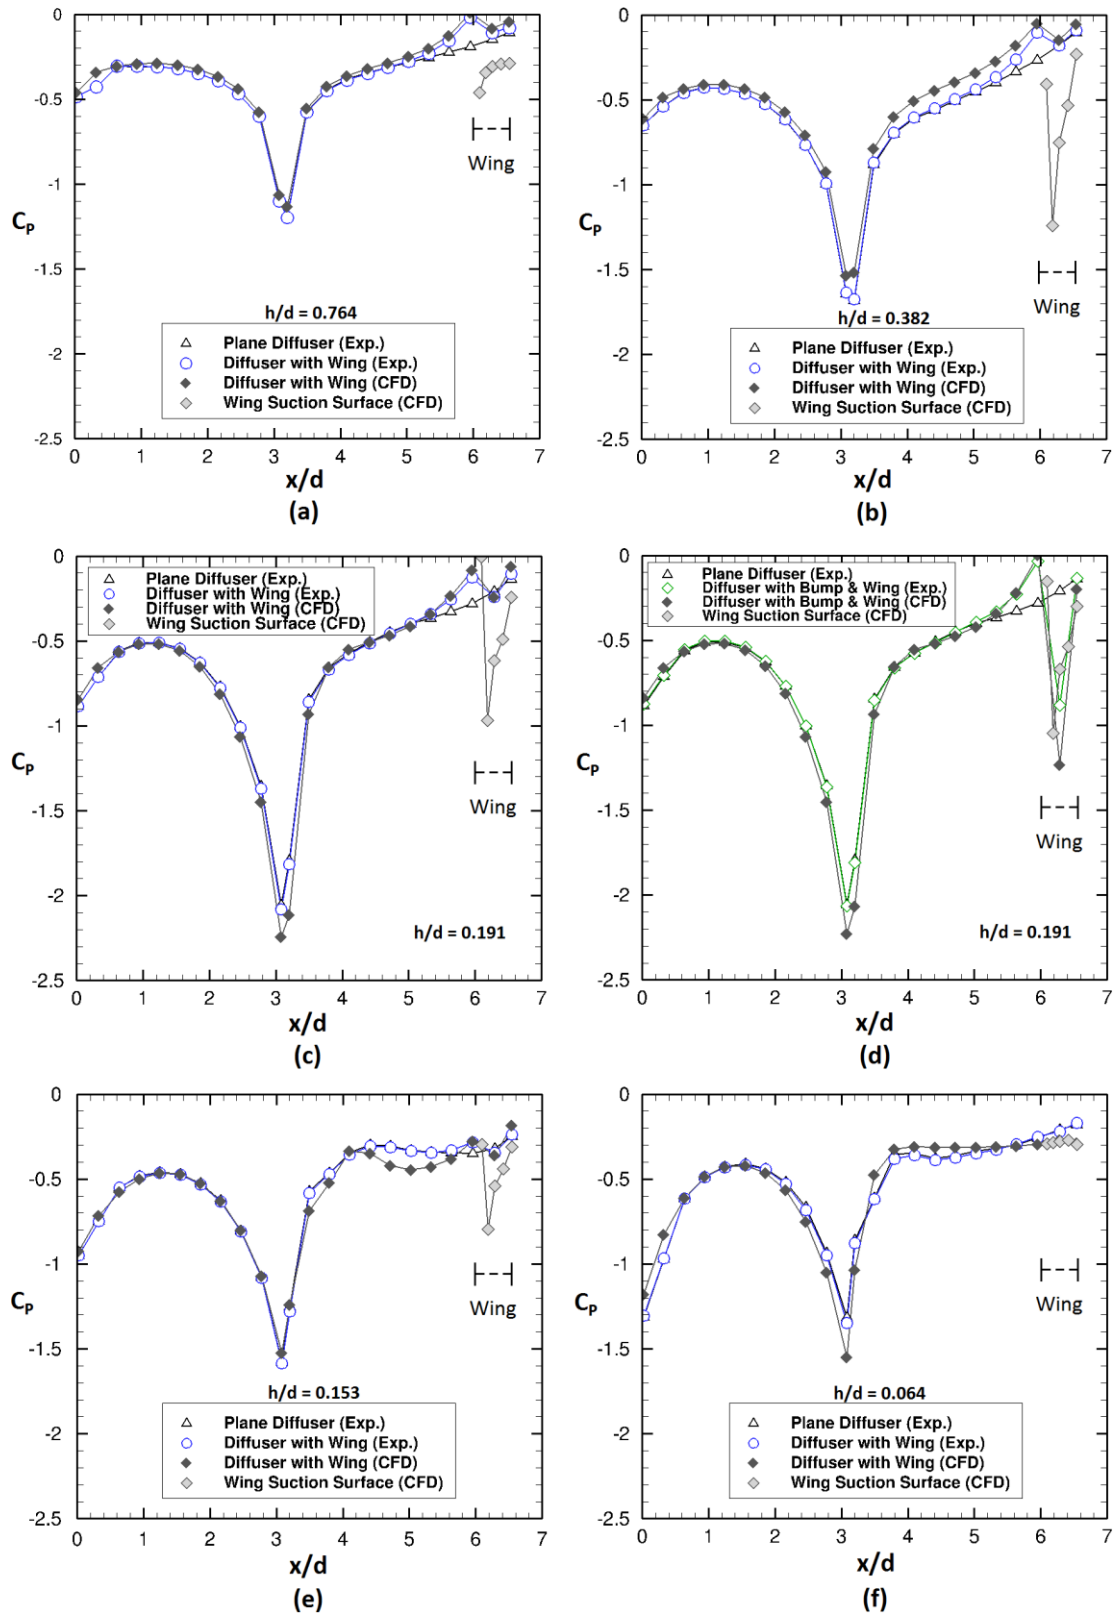 0
-0.5
-1
-1.5
-2
-2.5
C_P
Wing
h/d = 0.764
Plane Diffuser (Exp.)
Diffuser with Wing (Exp.)
Diffuser with Wing (CFD)
Wing Suction Surface (CFD)
0 1 2 3 4 5 6 7
x/d
(a)
0
-0.5
-1
-1.5
-2
-2.5
C_P
Wing
h/d = 0.382
Plane Diffuser (Exp.)
Diffuser with Wing (Exp.)
Diffuser with Wing (CFD)
Wing Suction Surface (CFD)
0 1 2 3 4 5 6 7
x/d
(b)
0
-0.5
-1
-1.5
-2
-2.5
C_P
Plane Diffuser (Exp.)
Diffuser with Wing (Exp.)
Diffuser with Wing (CFD)
Wing Suction Surface (CFD)
Wing
h/d = 0.191
0 1 2 3 4 5 6 7
x/d
(c)
0
-0.5
-1
-1.5
-2
-2.5
C_P
Plane Diffuser (Exp.)
Diffuser with Bump & Wing (Exp.)
Diffuser with Bump & Wing (CFD)
Wing Suction Surface (CFD)
Wing
h/d = 0.191
0 1 2 3 4 5 6 7
x/d
(d)
0
-0.5
-1
-1.5
-2
-2.5
C_P
Wing
h/d = 0.153
Plane Diffuser (Exp.)
Diffuser with Wing (Exp.)
Diffuser with Wing (CFD)
Wing Suction Surface (CFD)
0 1 2 3 4 5 6 7
x/d
(e)
0
-0.5
-1
-1.5
-2
-2.5
C_P
Wing
h/d = 0.064
Plane Diffuser (Exp.)
Diffuser with Wing (Exp.)
Diffuser with Wing (CFD)
Wing Suction Surface (CFD)
0 1 2 3 4 5 6 7
x/d
(f)